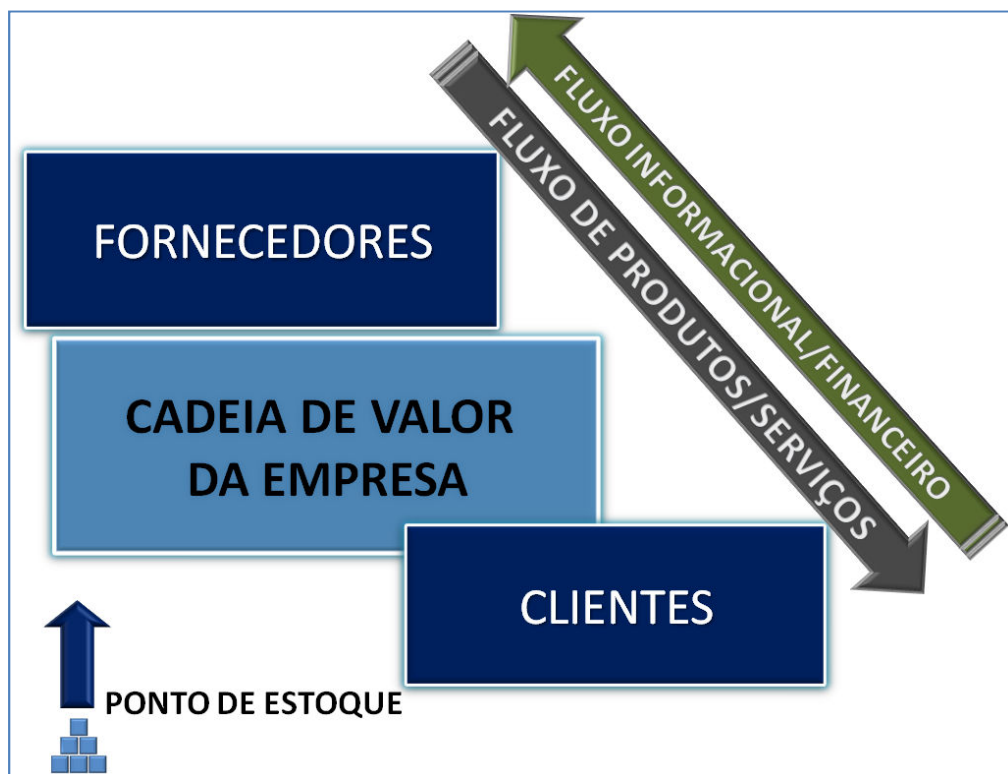 FLUXO INFORMACIONAL/FINANCEIRO
FLUXO DE PRODUTOS/SERVIÇOS
FORNECEDORES
CADEIA DE VALOR
DA EMPRESA
CLIENTES
PONTO DE ESTOQUE